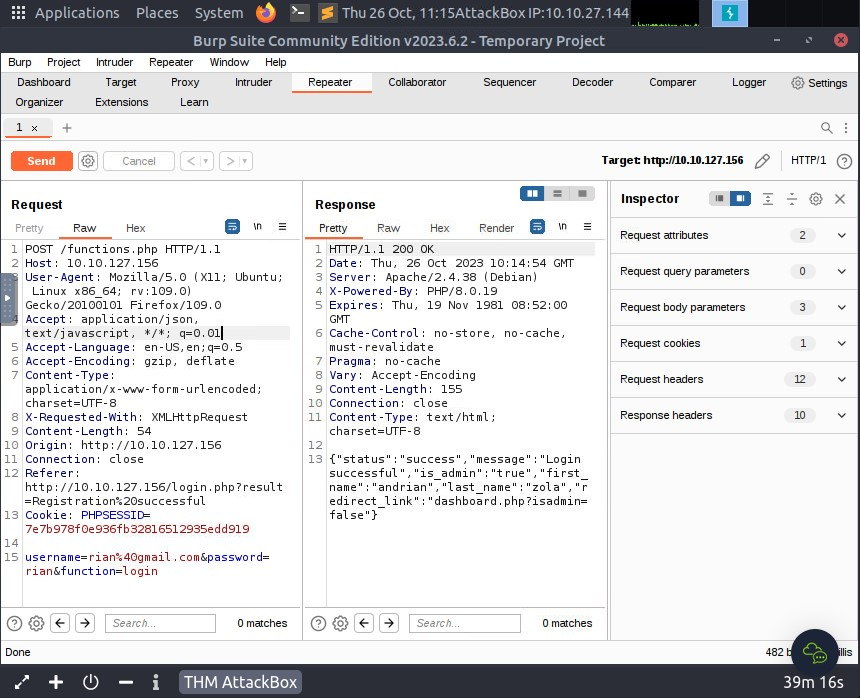 Applications Places System Thu 26 Oct, 11:15AttackBox IP:10.10.27.144
Burp Suite Community Edition v2023.6.2 - Temporary Project
Burp Project Intruder Repeater Window Help
Dashboard Target Proxy Intruder Repeater Collaborator Sequencer Decoder Comparer Logger Settings
Organizer Extensions Learn
1 × +
Send Cancel < > Target: http://10.10.127.156 HTTP/1 ?
Request
Pretty Raw Hex \n
1 POST /functions.php HTTP/1.1
2 Host: 10.10.127.156
3 User-Agent: Mozilla/5.0 (X11; Ubuntu;
Linux x86_64; rv:109.0)
Gecko/20100101 Firefox/109.0
4 Accept: application/json,
text/javascript, */*; q=0.01
5 Accept-Language: en-US,en;q=0.5
6 Accept-Encoding: gzip, deflate
7 Content-Type:
application/x-www-form-urlencoded;
charset=UTF-8
8 X-Requested-With: XMLHttpRequest
9 Content-Length: 54
10 Origin: http://10.10.127.156
11 Connection: close
12 Referer:
http://10.10.127.156/login.php?result
=Registration%20successful
13 Cookie: PHPSESSID=
7e7b978f0e936fb32816512935edd919
14
15 username=rian%40gmail.com&password=
rian&function=login
Search... 0 matches
Response
Pretty Raw Hex Render \n
1 HTTP/1.1 200 OK
2 Date: Thu, 26 Oct 2023 10:14:54 GMT
3 Server: Apache/2.4.38 (Debian)
4 X-Powered-By: PHP/8.0.19
5 Expires: Thu, 19 Nov 1981 08:52:00
GMT
6 Cache-Control: no-store, no-cache,
must-revalidate
7 Pragma: no-cache
8 Vary: Accept-Encoding
9 Content-Length: 155
10 Connection: close
11 Content-Type: text/html;
charset=UTF-8
12
13 {"status":"success","message":"Login
successful","is_admin":"true","first_
name":"andrian","last_name":"zola","r
edirect_link":"dashboard.php?isadmin=
false"}
Search... 0 matches
Inspector
Request attributes 2
Request query parameters 0
Request body parameters 3
Request cookies 1
Request headers 12
Response headers 10
Done 482 b
THM AttackBox 39m 16s